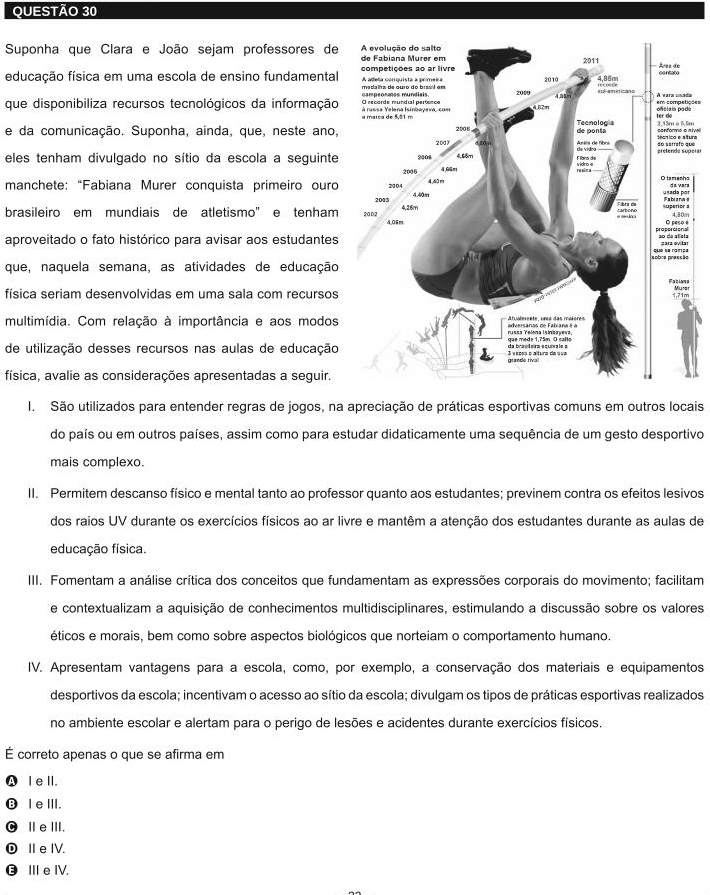 QUESTÃO 30
Suponha que Clara e João sejam professores de
educação física em uma escola de ensino fundamental
que disponibiliza recursos tecnológicos da informação
e da comunicação. Suponha, ainda, que, neste ano,
eles tenham divulgado no sítio da escola a seguinte
manchete: “Fabiana Murer conquista primeiro ouro
brasileiro em mundiais de atletismo” e tenham
aproveitado o fato histórico para avisar aos estudantes
que, naquela semana, as atividades de educação
física seriam desenvolvidas em uma sala com recursos
multimídia. Com relação à importância e aos modos
de utilização desses recursos nas aulas de educação
física, avalie as considerações apresentadas a seguir.
A evolução do salto
de Fabiana Murer em
competições ao ar livre
A atleta conquista a primeira
medalha de ouro do brasil em
campeonatos mundiais.
O recorde mundial pertence
à russa Yelena Isinbayeva, com
a marca de 5,01 m
2002
4,05m
2003
4,25m
2004
4,40m
2005
4,40m
2006
4,66m
2007
4,65m
2008
4,80m
2009
4,82m
2010
4,85m
2011
4,85m
recorde
sul-americano
Tecnologia
de ponta
Anéis de fibra
de vidro
Fibra de
vidro e
resina
Fibra de
carbono
e resina
Área de
contato
A vara usada
em competições
oficiais pode
ter de
2,13m a 5,5m
conforme o nível
técnico e altura
do sarrafo que
pretende superar
O tamanho
da vara
usada por
Fabiana é
superior a
4,80m
O peso é
proporcional
ao da atleta
para evitar
que se rompa
sobre pressão
Fabiana
Murer
1,71m
Atualmente, uma das maiores
adversárias de Fabiana é a
russa Yelena Isinbayeva,
que mede 1,75m. O salto
da brasileira equivale a
3 vezes a altura da sua
grande rival
I. São utilizados para entender regras de jogos, na apreciação de práticas esportivas comuns em outros locais
do país ou em outros países, assim como para estudar didaticamente uma sequência de um gesto desportivo
mais complexo.
II. Permitem descanso físico e mental tanto ao professor quanto aos estudantes; previnem contra os efeitos lesivos
dos raios UV durante os exercícios físicos ao ar livre e mantêm a atenção dos estudantes durante as aulas de
educação física.
III. Fomentam a análise crítica dos conceitos que fundamentam as expressões corporais do movimento; facilitam
e contextualizam a aquisição de conhecimentos multidisciplinares, estimulando a discussão sobre os valores
éticos e morais, bem como sobre aspectos biológicos que norteiam o comportamento humano.
IV. Apresentam vantagens para a escola, como, por exemplo, a conservação dos materiais e equipamentos
desportivos da escola; incentivam o acesso ao sítio da escola; divulgam os tipos de práticas esportivas realizados
no ambiente escolar e alertam para o perigo de lesões e acidentes durante exercícios físicos.
É correto apenas o que se afirma em
A I e II.
B I e III.
C II e III.
D II e IV.
E III e IV.